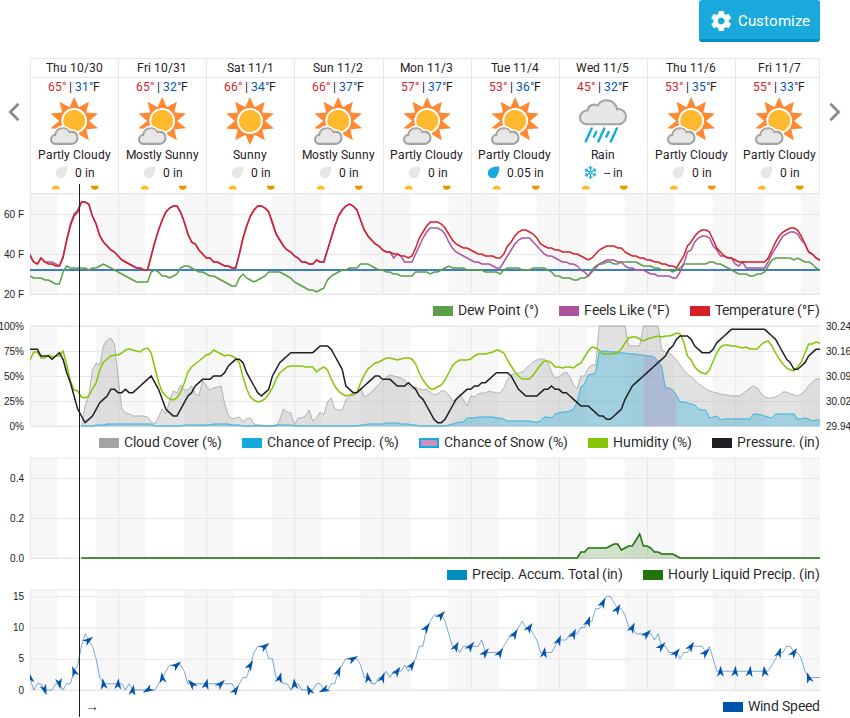 Customize
Thu 10/30 Fri 10/31 Sat 11/1 Sun 11/2 Mon 11/3 Tue 11/4 Wed 11/5 Thu 11/6 Fri 11/7
65° | 31°F 65° | 32°F 66° | 34°F 66° | 37°F 57° | 37°F 53° | 36°F 45° | 32°F 53° | 35°F 55° | 33°F
Partly Cloudy Mostly Sunny Sunny Mostly Sunny Partly Cloudy Partly Cloudy Rain Partly Cloudy Partly Cloudy
0 in 0 in 0 in 0 in 0 in 0.05 in -- in 0 in 0 in
60 F
40 F
20 F
Dew Point (°) Feels Like (°F) Temperature (°F)
100% 30.24
75% 30.16
50% 30.09
25% 30.02
0% 29.94
Cloud Cover (%) Chance of Precip. (%) Chance of Snow (%) Humidity (%) Pressure. (in)
0.4
0.2
0.0
Precip. Accum. Total (in) Hourly Liquid Precip. (in)
15
10
5
0
→ Wind Speed